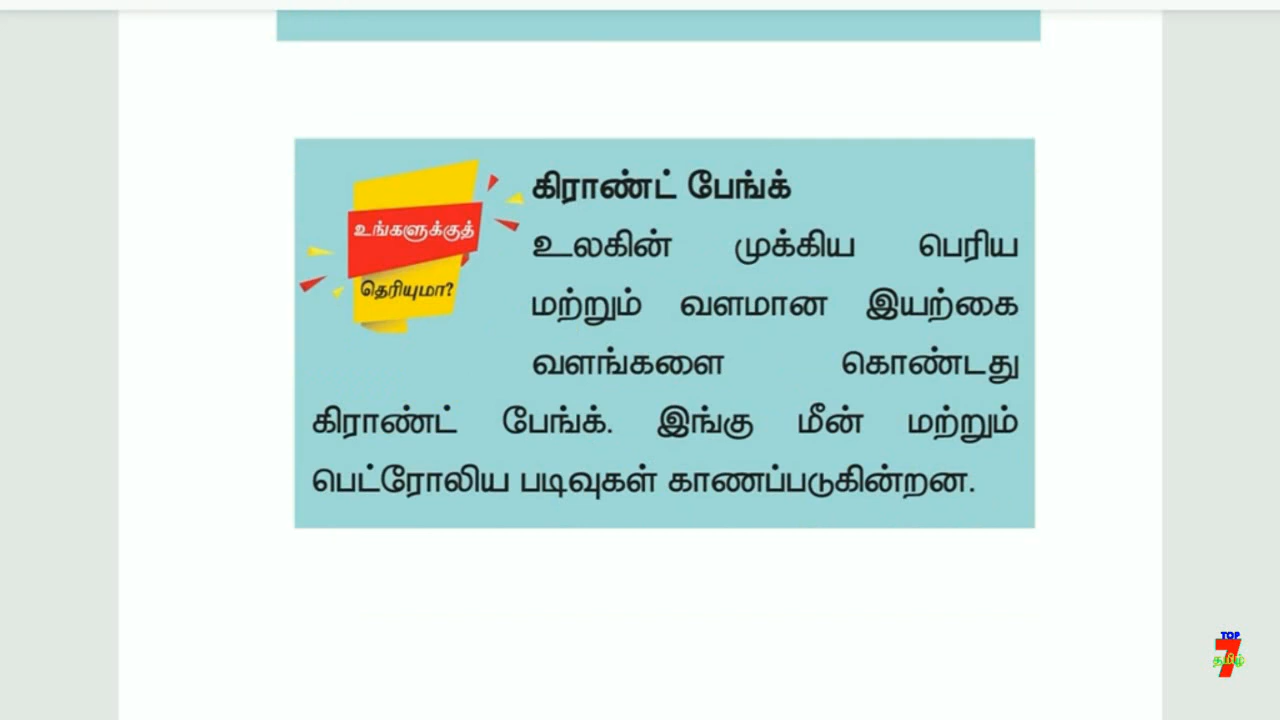 உங்களுக்குத்
தெரியுமா?
கிராண்ட் பேங்க்
உலகின் முக்கிய பெரிய
மற்றும் வளமான இயற்கை
வளங்களை கொண்டது
கிராண்ட் பேங்க். இங்கு மீன் மற்றும்
பெட்ரோலிய படிவுகள் காணப்படுகின்றன.
TOP
7
தமிழ்